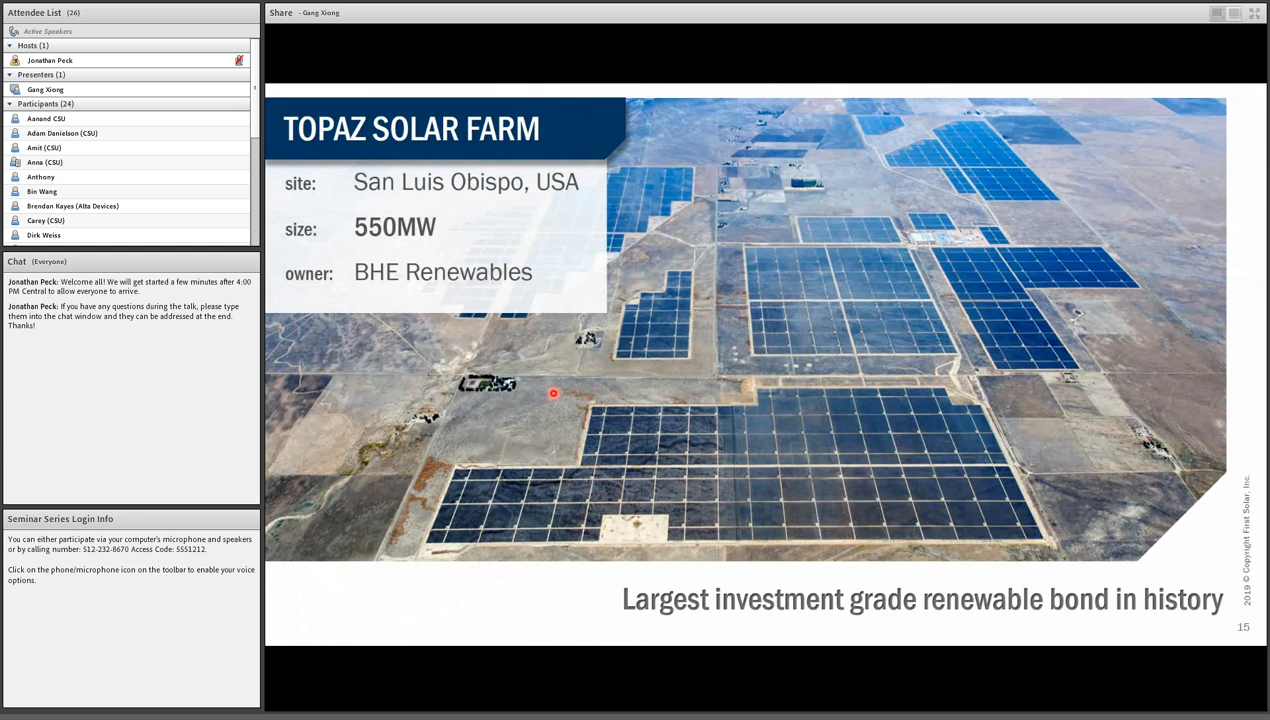 Attendee List (26)
Active Speakers
Hosts (1)
Jonathan Peck
Presenters (1)
Gang Xiong
Participants (24)
Aanand CSU
Adam Danielson (CSU)
Amit (CSU)
Anna (CSU)
Anthony
Bin Wang
Brendan Kayes (Alta Devices)
Carey (CSU)
Dirk Weiss
Chat (Everyone)
Jonathan Peck: Welcome all! We will get started a few minutes after 4:00
PM Central to allow everyone to arrive.
Jonathan Peck: If you have any questions during the talk, please type
them into the chat window and they can be addressed at the end.
Thanks!
Seminar Series Login Info
You can either participate via your computer's microphone and speakers
or by calling number: 512-232-8670 Access Code: 5551212.
Click on the phone/microphone icon on the toolbar to enable your voice
options.
Share - Gang Xiong
TOPAZ SOLAR FARM
site: San Luis Obispo, USA
size: 550MW
owner: BHE Renewables
Largest investment grade renewable bond in history
2019 © Copyright First Solar, Inc.
15